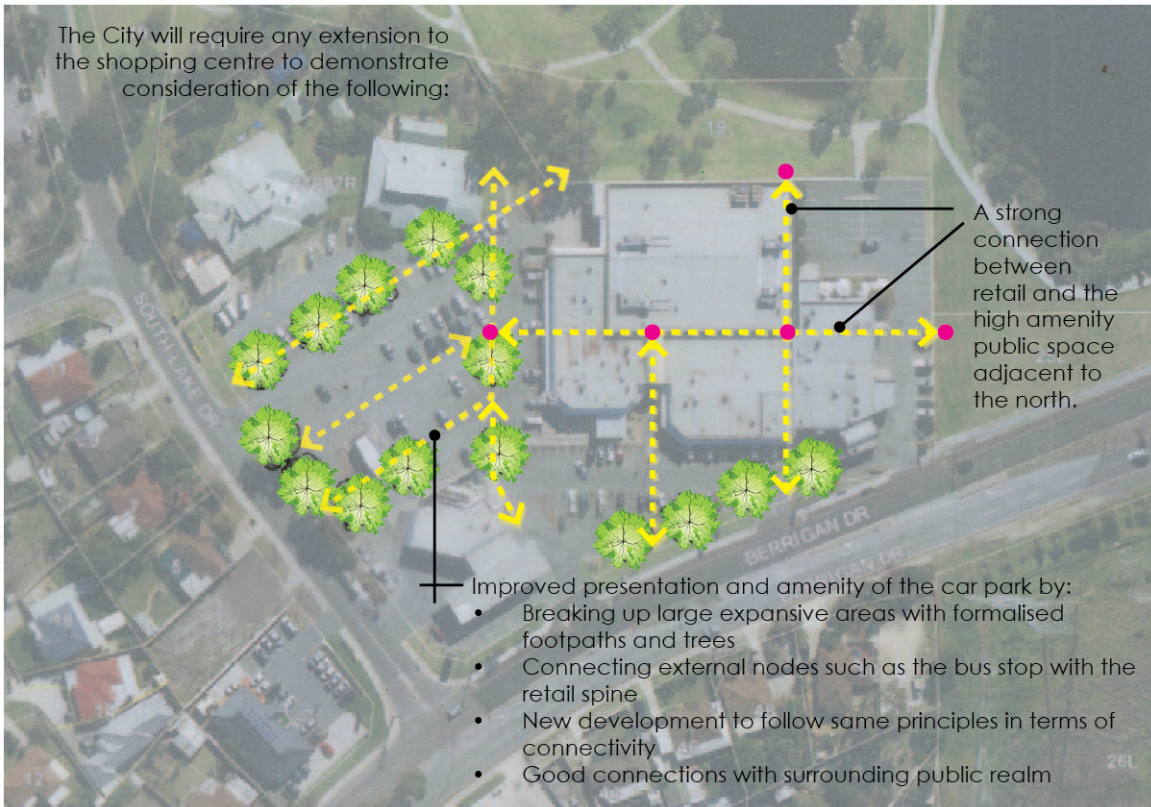 The City will require any extension to
the shopping centre to demonstrate
consideration of the following:
19
A strong
connection
between
retail and the
high amenity
public space
adjacent to
the north.
SOUTH LAKE DR
BERRIGAN DR
Improved presentation and amenity of the car park by:
• Breaking up large expansive areas with formalised
footpaths and trees
• Connecting external nodes such as the bus stop with the
retail spine
• New development to follow same principles in terms of
connectivity
• Good connections with surrounding public realm
5
12
26L